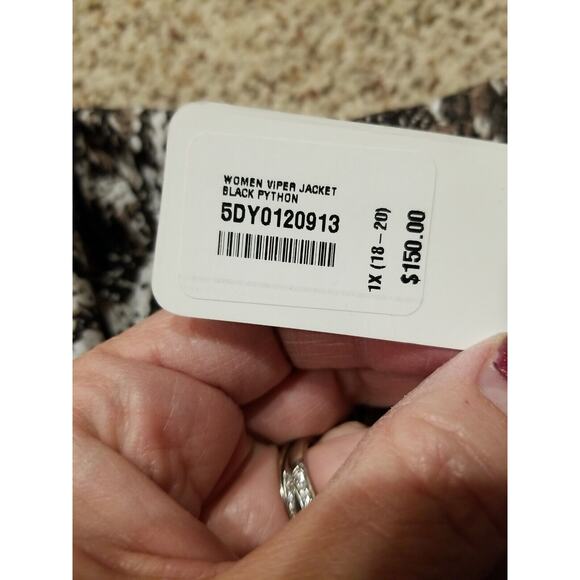 WOMEN VIPER JACKET
BLACK PYTHON
5DY0120913
1X (18-20)
$150.00